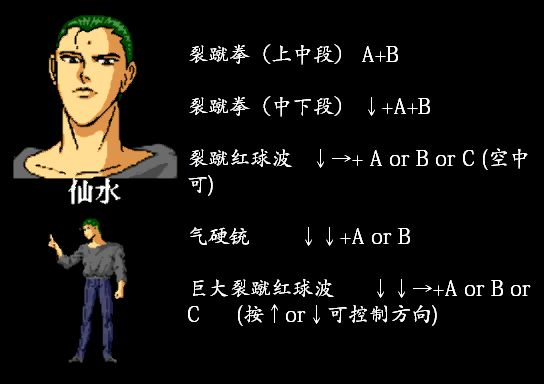 裂蹴拳（上中段） A+B
裂蹴拳（中下段） ↓+A+B
裂蹴红球波 ↓→+ A or B or C (空中
可)
仙水
气硬铳 ↓↓+A or B
巨大裂蹴红球波 ↓↓→+A or B or
C (按↑or↓可控制方向)